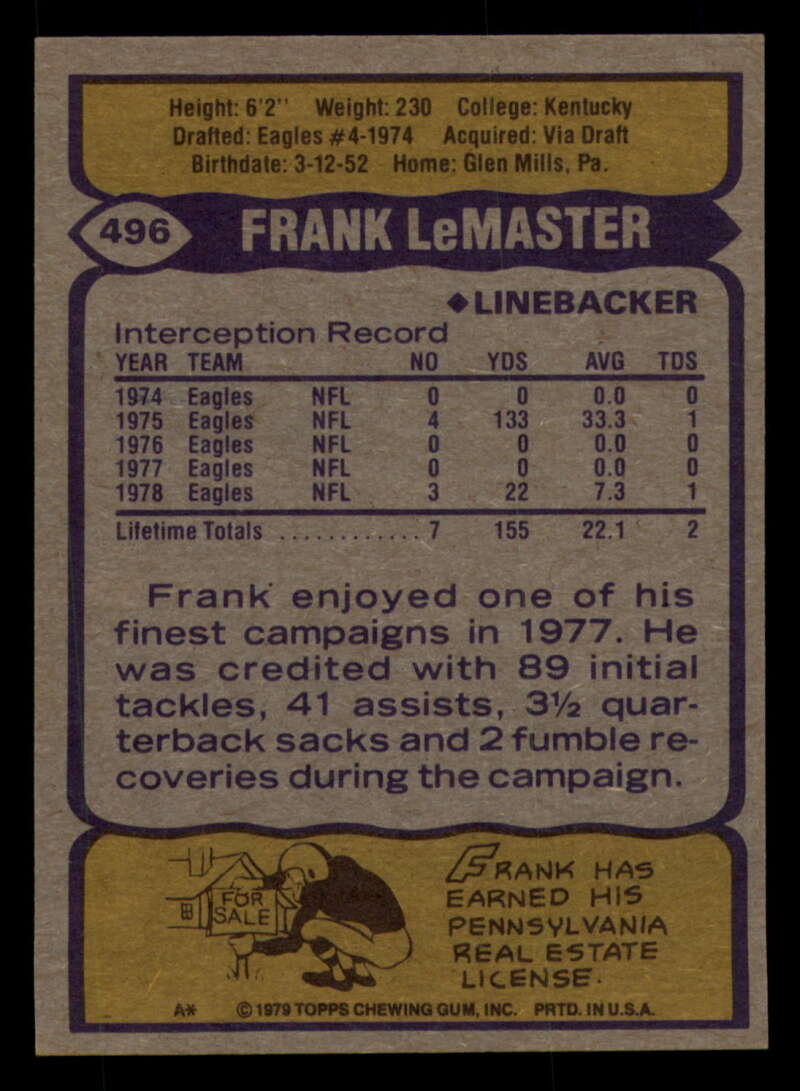 Height: 6'2" Weight: 230 College: Kentucky
Drafted: Eagles #4-1974 Acquired: Via Draft
Birthdate: 3-12-52 Home: Glen Mills, Pa.
496 FRANK LeMASTER
◆LINEBACKER
Interception Record
YEAR TEAM NO YDS AVG TDS
1974 Eagles NFL 0 0 0.0 0
1975 Eagles NFL 4 133 33.3 1
1976 Eagles NFL 0 0 0.0 0
1977 Eagles NFL 0 0 0.0 0
1978 Eagles NFL 3 22 7.3 1
Lifetime Totals ............ 7 155 22.1 2
Frank enjoyed one of his
finest campaigns in 1977. He
was credited with 89 initial
tackles, 41 assists, 3½ quar-
terback sacks and 2 fumble re-
coveries during the campaign.
FOR
SALE
FRANK HAS
EARNED HIS
PENNSYLVANIA
REAL ESTATE
LICENSE.
A* ©1979 TOPPS CHEWING GUM, INC. PRTD. IN U.S.A.